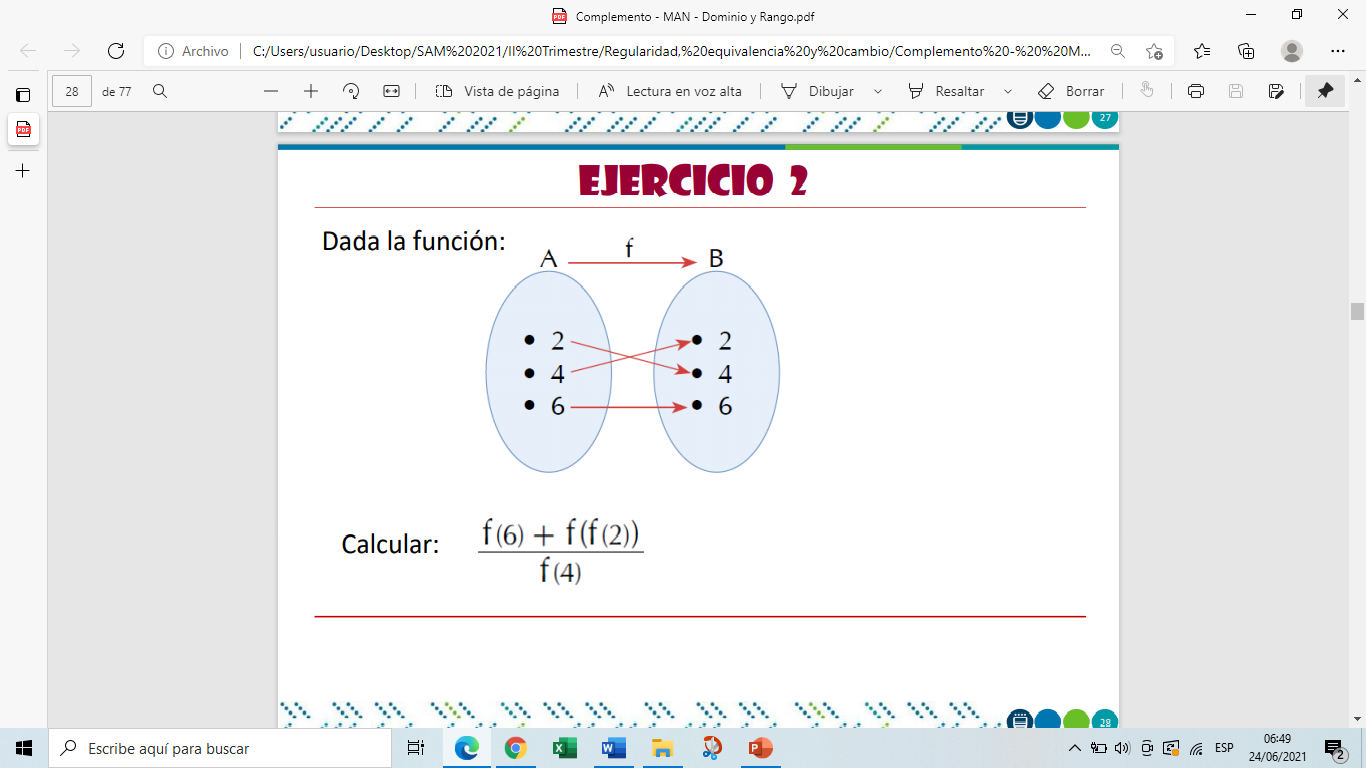 Complemento - MAN - Dominio y Rango.pdf
Archivo
C:/Users/usuario/Desktop/SAM%202021/II%20Trimestre/Regularidad,%20equivalencia%20y%20cambio/Complemento%20-%20%20M...
28
de 77
Vista de página
Lectura en voz alta
Dibujar
Resaltar
Borrar
27
EJERCICIO 2
Dada la función:
A f B
2 2
4 4
6 6
Calcular:
f(6) + f(f(2))
f(4)
28
Escribe aquí para buscar
ESP
06:49
24/06/2021
2